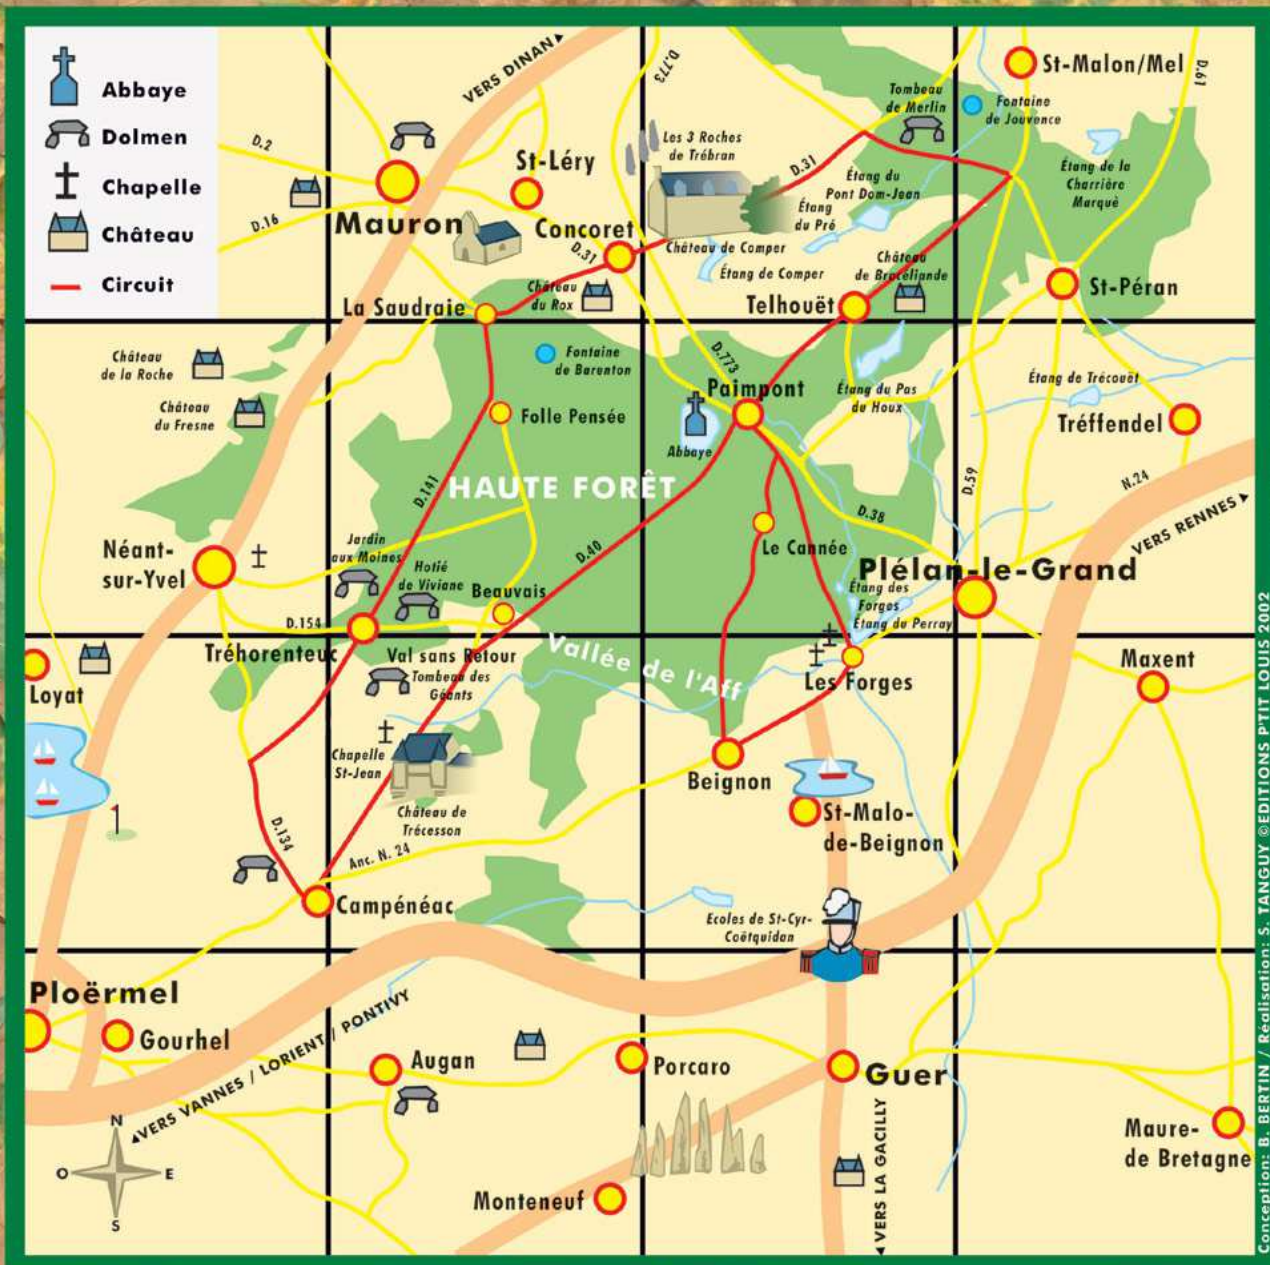 Abbaye
Dolmen
Chapelle
Château
Circuit
VERS DINAN
D.773
D.61
St-Malon/Mel
Tombeau
de Merlin
Fontaine
de Jouvence
D.2
Les 3 Roches
de Trébran
D.31
St-Léry
Étang du
Pont Dom-Jean
Étang de la
Charrière
Marquè
D.16
Mauron
Concoret
D.31
Étang
du Pré
Château de Comper
Étang de Comper
Château
de Brocéliande
Château
du Rox
La Saudraie
Telhouët
St-Péran
Château
de la Roche
Fontaine
de Barenton
D.773
Paimpont
Étang du Pas
du Houx
Étang de Trécouët
Château
du Fresne
Folle Pensée
Tréffendel
Abbaye
D.141
HAUTE FORÊT
D.59
N.24
VERS RENNES
D.38
Le Cannée
Néant-
sur-Yvel
Jardin
aux Moines
Hotié
de Viviane
D.40
Beauvais
Plélan-le-Grand
Étang des
Forges
Étang du Perray
D.154
Tréhorenteuc
Val sans Retour
Tombeau des
Géants
Vallée de l'Aff
Les Forges
Maxent
Loyat
Chapelle
St-Jean
Château de
Trécesson
Beignon
St-Malo-
de-Beignon
D.134
Anc. N. 24
Campénéac
Ecoles de St-Cyr-
Coëtquidan
Ploërmel
Gourhel
VERS VANNES / LORIENT / PONTIVY
Augan
Porcaro
Guer
Monteneuf
VERS LA GACILLY
Maure-
de Bretagne
N
O
E
S
Conception: B. BERTIN / Réalisation: S. TANGUY ©EDITIONS P'TIT LOUIS 2002